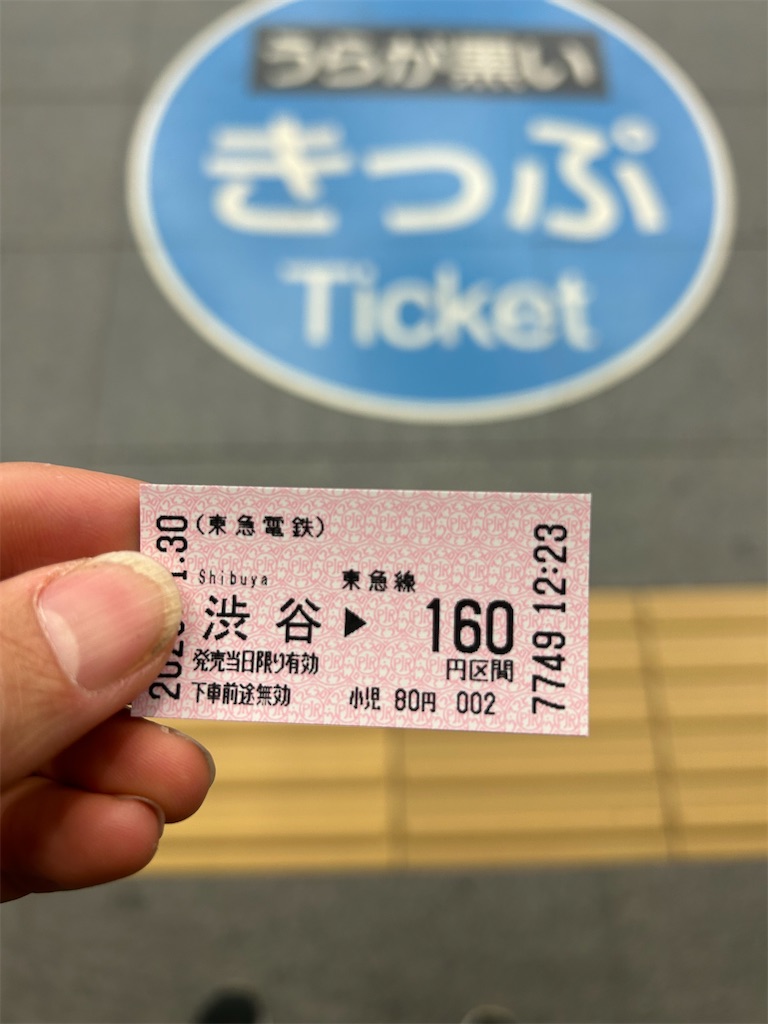 うらが黒い
きっぷ
Ticket
(東急電鉄)
Shibuya 東急線
渋谷▶160
円区間
発売当日限り有効
下車前途無効 小児 80円 002
7749 12:23